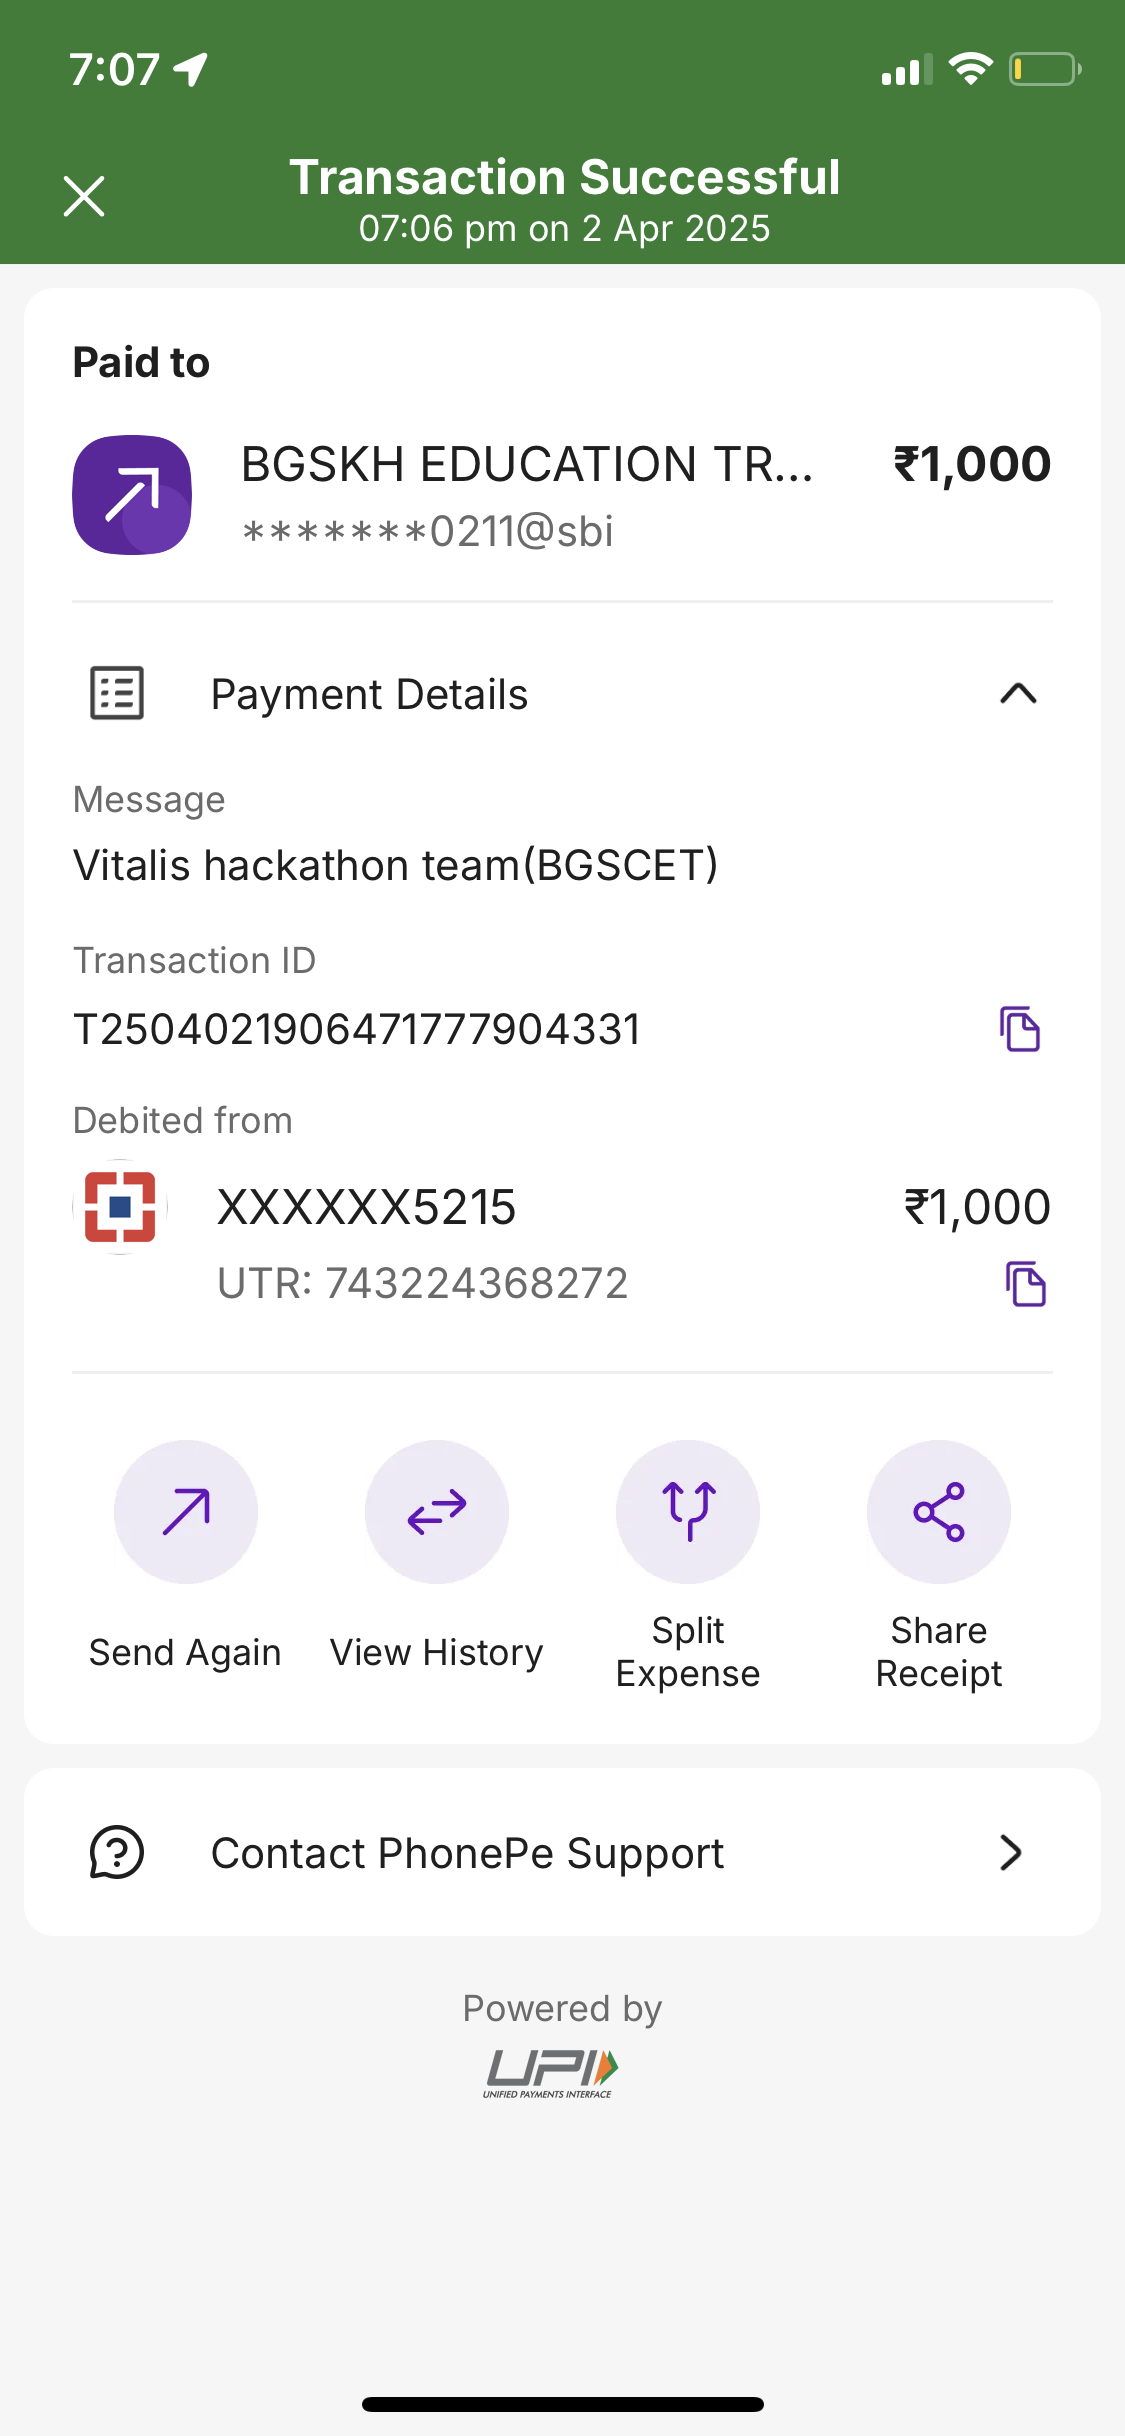 7:07
Transaction Successful
07:06 pm on 2 Apr 2025
Paid to
BGSKH EDUCATION TR... ₹1,000
*******0211@sbi
Payment Details
Message
Vitalis hackathon team(BGSCET)
Transaction ID
T2504021906471777904331
Debited from
XXXXXX5215 ₹1,000
UTR: 743224368272
Send Again
View History
Split
Expense
Share
Receipt
Contact PhonePe Support
Powered by
UPI
UNIFIED PAYMENTS INTERFACE